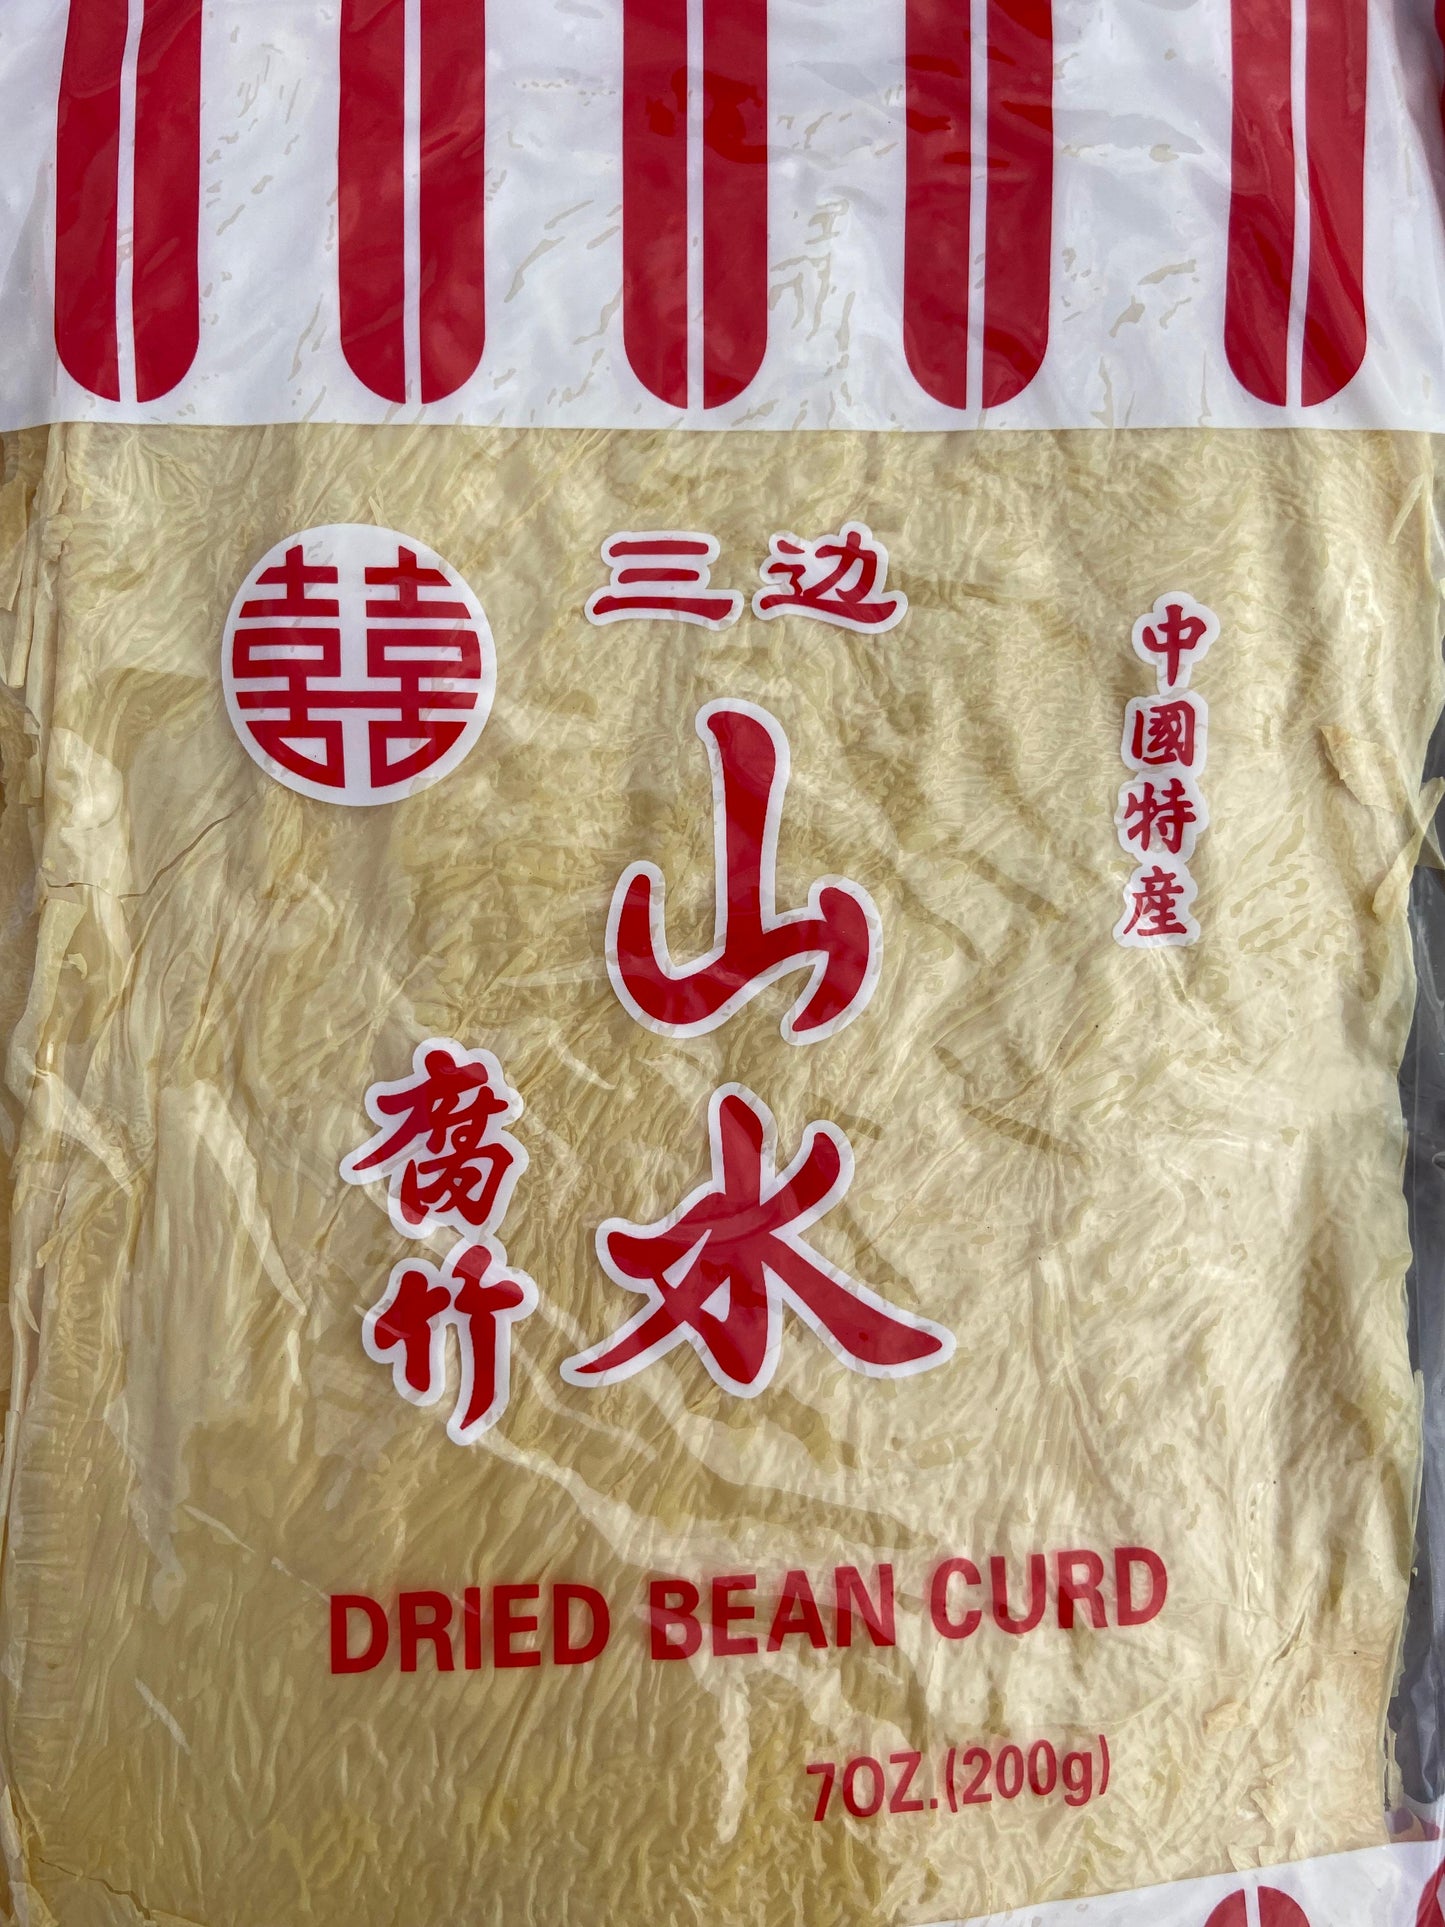 囍
三边
山水
腐竹
中國特産
DRIED BEAN CURD
7OZ.(200g)